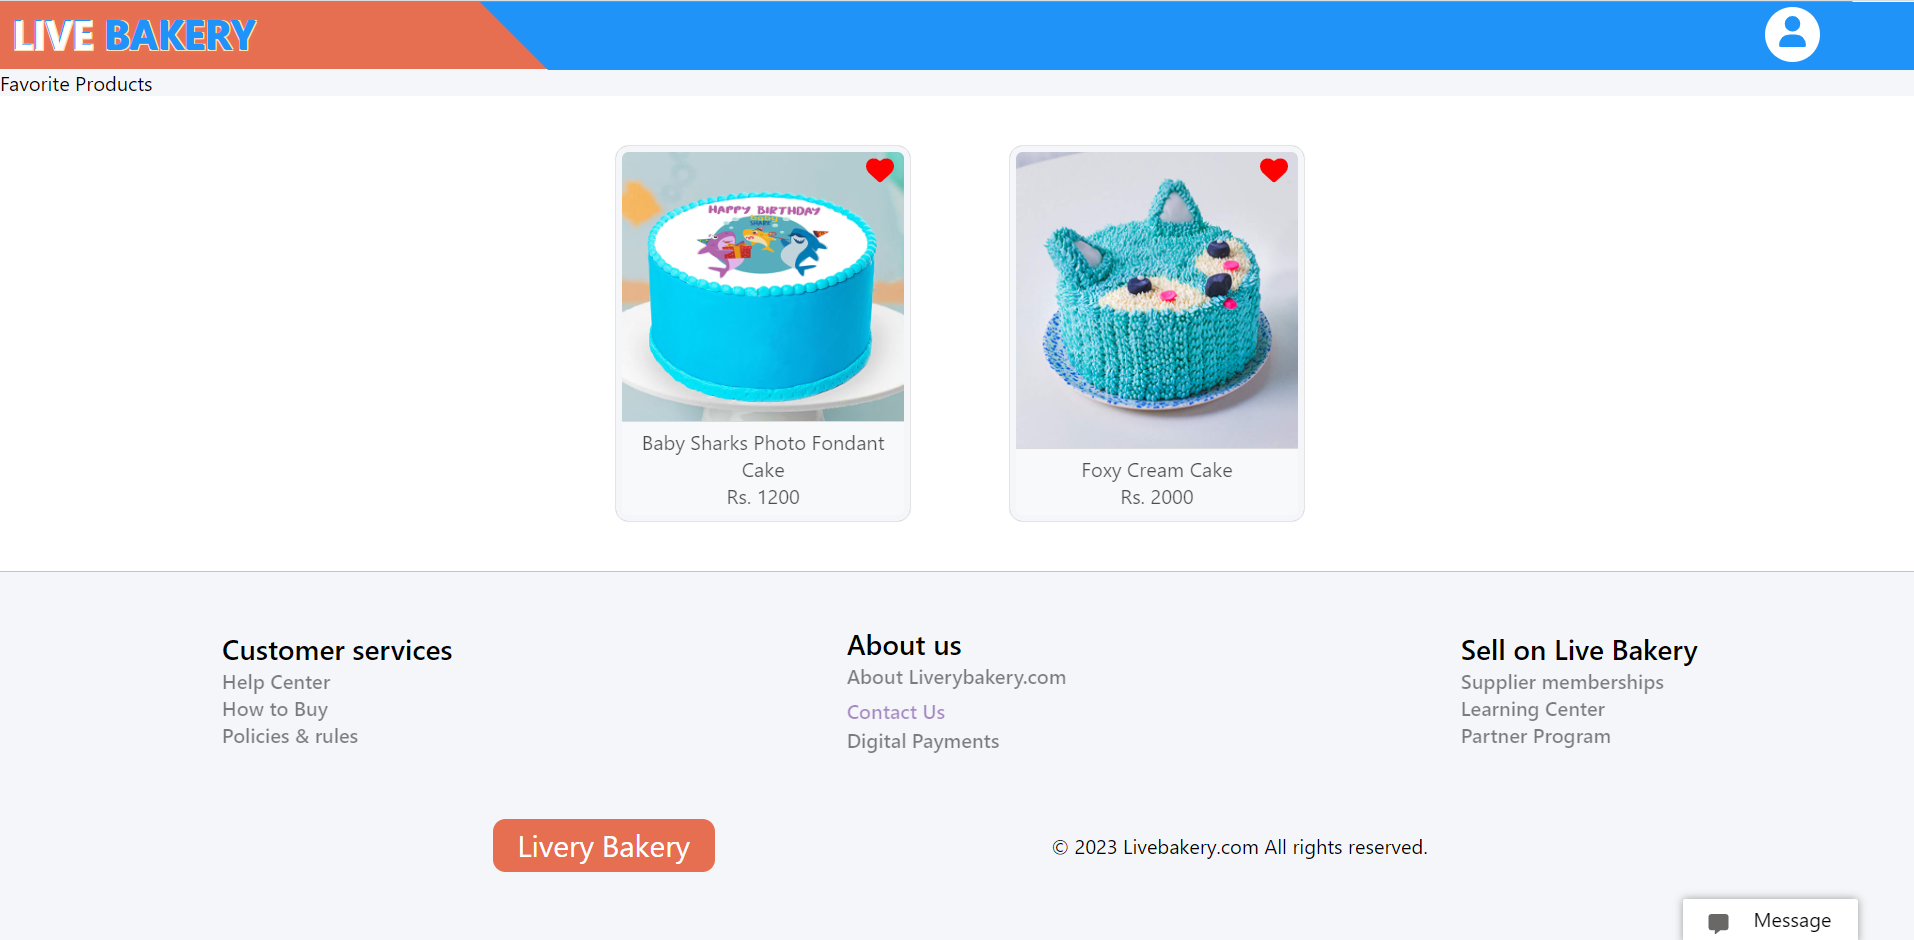 LIVE BAKERY
Favorite Products
HAPPY BIRTHDAY
baby
SHARK
Baby Sharks Photo Fondant
Cake
Rs. 1200
Foxy Cream Cake
Rs. 2000
Customer services
Help Center
How to Buy
Policies & rules
About us
About Liverybakery.com
Contact Us
Digital Payments
Sell on Live Bakery
Supplier memberships
Learning Center
Partner Program
Livery Bakery
© 2023 Livebakery.com All rights reserved.
Message